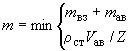 m = min { m_вз + m_ав
ρ_ст V_ав / Z